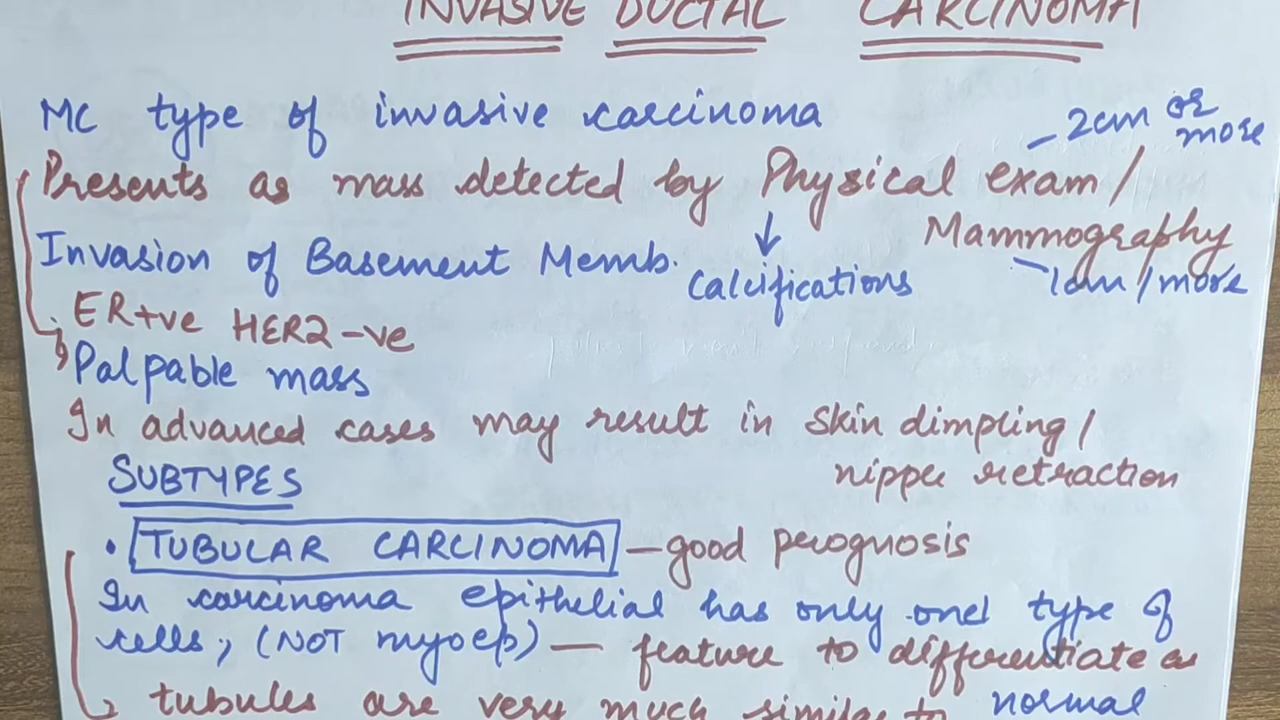 INVASIVE DUCTAL CARCINOMA
MC type of invasive carcinoma
2cm or more
Presents as mass detected by Physical exam/
Mammography
Invasion of Basement Memb.
Calcifications
1cm/more
ER+ve HER2-ve
Palpable mass
In advanced cases may result in skin dimpling/
nipple retraction
SUBTYPES
• TUBULAR CARCINOMA — good prognosis
In carcinoma epithelial has only one type of
cells, (NOT myoep) — feature to differentiate as
tubules are very much similar to normal